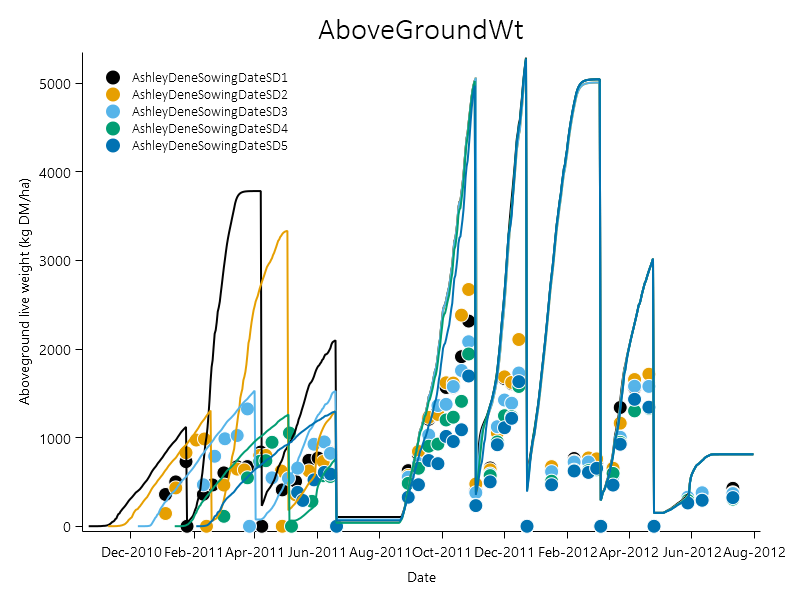 AboveGroundWt
AshleyDeneSowingDateSD1
AshleyDeneSowingDateSD2
AshleyDeneSowingDateSD3
AshleyDeneSowingDateSD4
AshleyDeneSowingDateSD5
Aboveground live weight (kg DM/ha)
5000
4000
3000
2000
1000
0
Dec-2010 Feb-2011 Apr-2011 Jun-2011 Aug-2011 Oct-2011 Dec-2011 Feb-2012 Apr-2012 Jun-2012 Aug-2012
Date